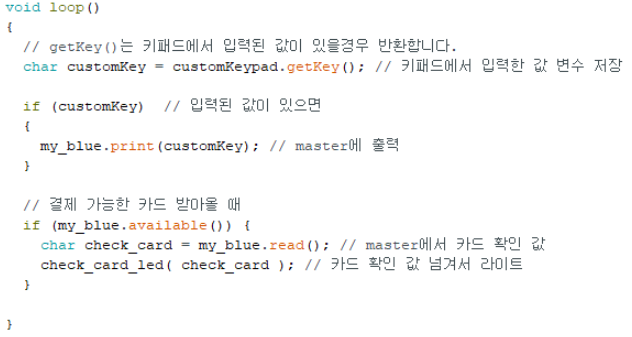 void loop()
{
  // getKey()는 키패드에서 입력된 값이 있을경우 반환합니다.
  char customKey = customKeypad.getKey(); // 키패드에서 입력한 값 변수 저장
  if (customKey)  // 입력된 값이 있으면
  {
    my_blue.print(customKey); // master에 출력
  }
  // 결제 가능한 카드 받아올 때
  if (my_blue.available()) {
    char check_card = my_blue.read(); // master에서 카드 확인 값
    check_card_led( check_card ); // 카드 확인 값 넘겨서 라이트
  }
}